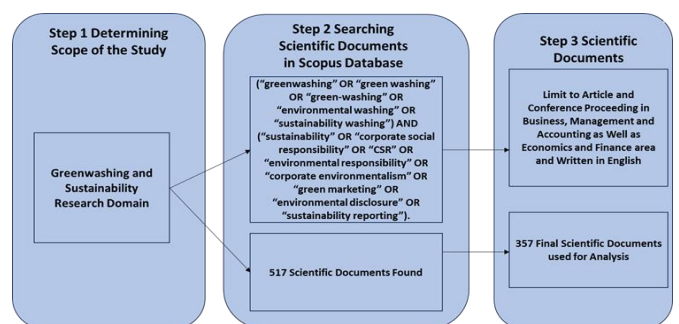 Step 1 Determining
Scope of the Study
Greenwashing and
Sustainability
Research Domain
Step 2 Searching
Scientific Documents
in Scopus Database
(“greenwashing” OR “green washing”
OR “green-washing” OR
“environmental washing” OR
“sustainability washing”) AND
(“sustainability” OR “corporate social
responsibility” OR “CSR” OR
“environmental responsibility” OR
“corporate environmentalism” OR
“green marketing” OR
“environmental disclosure” OR
“sustainability reporting”).
517 Scientific Documents Found
Step 3 Scientific
Documents
Limit to Article and
Conference Proceeding in
Business, Management and
Accounting as Well as
Economics and Finance area
and Written in English
357 Final Scientific Documents
used for Analysis